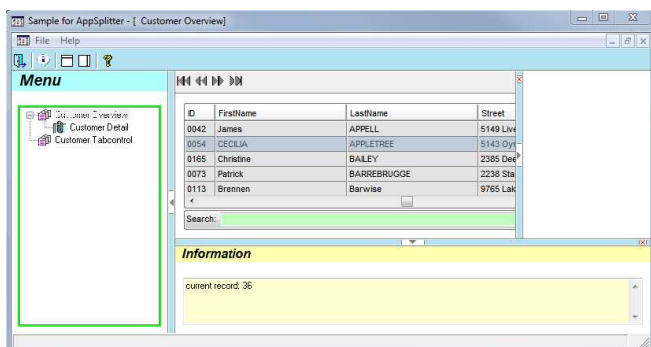 Sample for AppSplitter - [ Customer Overview]
File Help
Menu
Customer Detail
Customer Tabcontrol
ID FirstName LastName Street
0042 James APPELL 5149 Live
0054 CECILIA APPLETREE 5143 Oys
0165 Christine BAILEY 2385 Dee
0073 Patrick BARREBRUGGE 2238 Sta
0113 Brennen Barwise 9765 Lak
Search:
Information
current record: 36